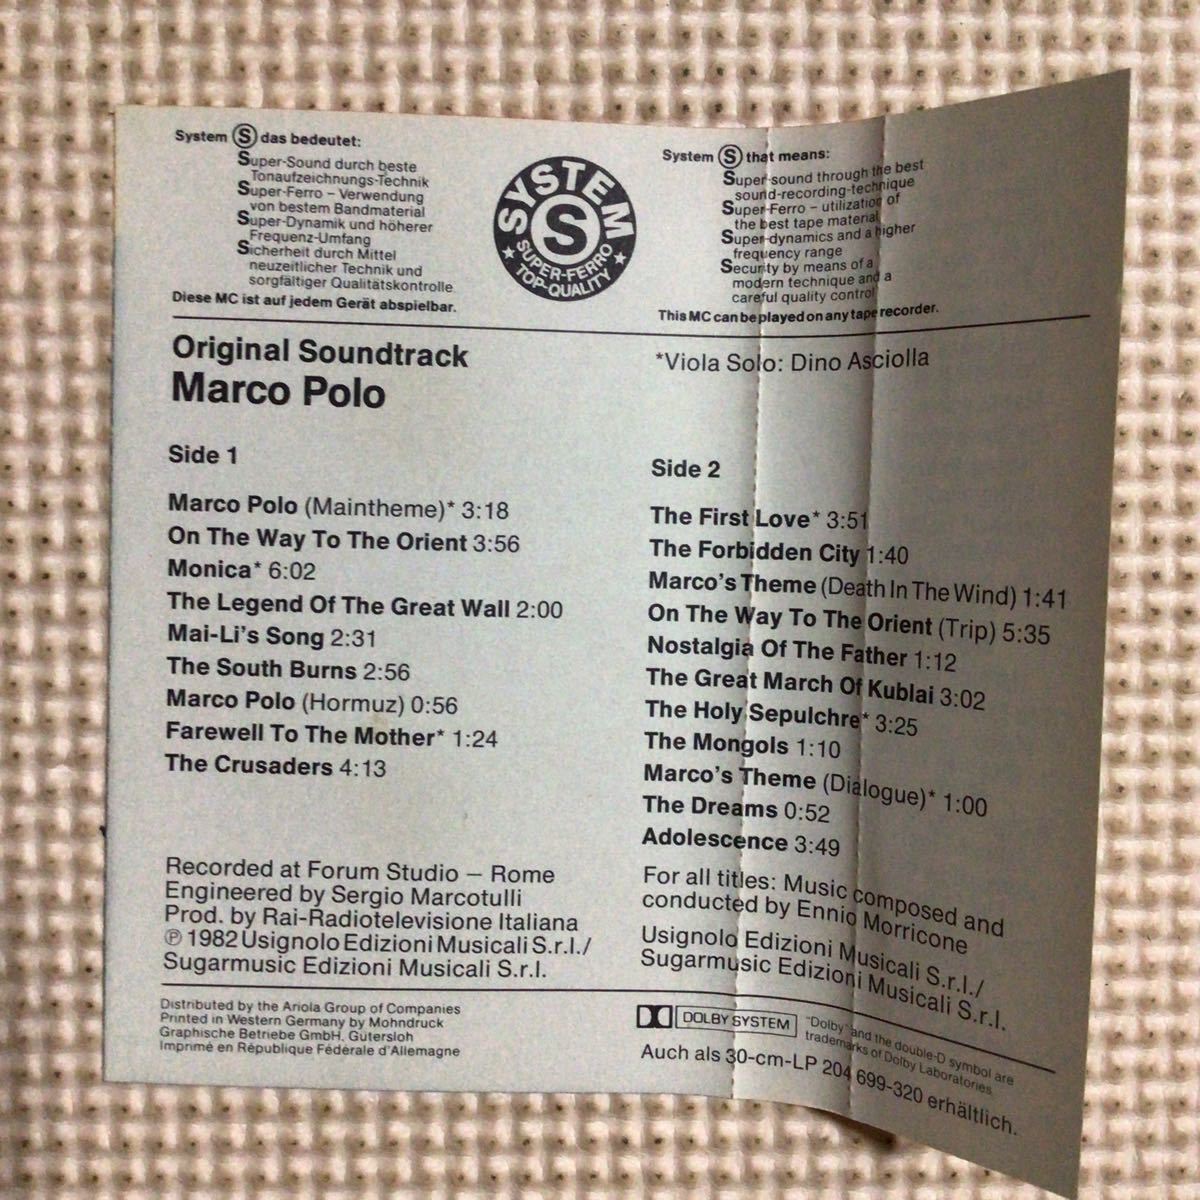 System Ⓢ das bedeutet:
Super-Sound durch beste
Tonaufzeichnungs-Technik
Super-Ferro – Verwendung
von bestem Bandmaterial
Super-Dynamik und höherer
Frequenz-Umfang
Sicherheit durch Mittel
neuzeitlicher Technik und
sorgfältiger Qualitätskontrolle
Diese MC ist auf jedem Gerät abspielbar.
SYSTEM
S
SUPER-FERRO
TOP-QUALITY
System Ⓢ that means:
Super-sound through the best
sound-recording-technique
Super-Ferro – utilization of
the best tape material
Super-dynamics and a higher
frequency range
Security by means of a
modern technique and a
careful quality control
This MC can be played on any tape recorder.
Original Soundtrack
Marco Polo
*Viola Solo: Dino Asciolla
Side 1
Marco Polo (Maintheme)* 3:18
On The Way To The Orient 3:56
Monica* 6:02
The Legend Of The Great Wall 2:00
Mai-Li's Song 2:31
The South Burns 2:56
Marco Polo (Hormuz) 0:56
Farewell To The Mother* 1:24
The Crusaders 4:13
Side 2
The First Love* 3:51
The Forbidden City 1:40
Marco's Theme (Death In The Wind) 1:41
On The Way To The Orient (Trip) 5:35
Nostalgia Of The Father 1:12
The Great March Of Kublai 3:02
The Holy Sepulchre* 3:25
The Mongols 1:10
Marco's Theme (Dialogue)* 1:00
The Dreams 0:52
Adolescence 3:49
Recorded at Forum Studio – Rome
Engineered by Sergio Marcotulli
Prod. by Rai-Radiotelevisione Italiana
℗ 1982 Usignolo Edizioni Musicali S.r.l./
Sugarmusic Edizioni Musicali S.r.l.
For all titles: Music composed and
conducted by Ennio Morricone
Usignolo Edizioni Musicali S.r.l./
Sugarmusic Edizioni Musicali S.r.l.
Distributed by the Ariola Group of Companies
Printed in Western Germany by Mohndruck
Graphische Betriebe GmbH, Gütersloh
Imprimé en République Fédérale d'Allemagne
DOLBY SYSTEM
"Dolby" and the double-D symbol are
trademarks of Dolby Laboratories
Auch als 30-cm-LP 204 699-320 erhältlich.